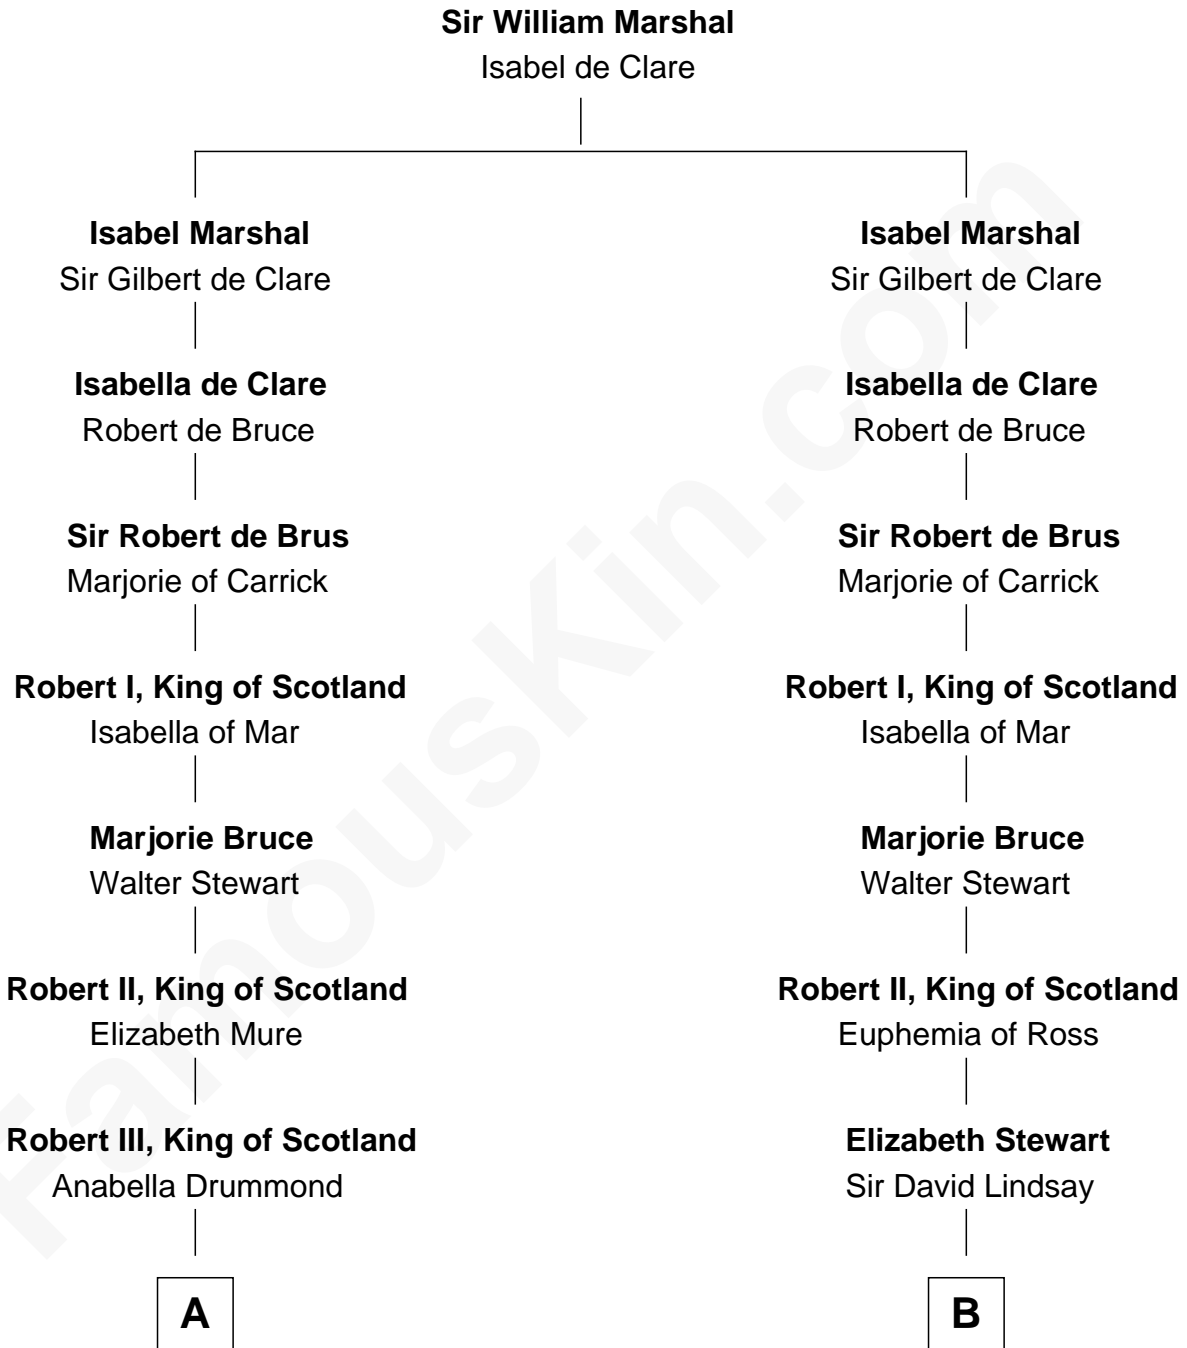 Sir William Marshal
Isabel de Clare
Isabel Marshal
Sir Gilbert de Clare
Isabel Marshal
Sir Gilbert de Clare
Isabella de Clare
Robert de Bruce
Isabella de Clare
Robert de Bruce
Sir Robert de Brus
Marjorie of Carrick
Sir Robert de Brus
Marjorie of Carrick
Robert I, King of Scotland
Isabella of Mar
Robert I, King of Scotland
Isabella of Mar
Marjorie Bruce
Walter Stewart
Marjorie Bruce
Walter Stewart
Robert II, King of Scotland
Elizabeth Mure
Robert II, King of Scotland
Euphemia of Ross
Robert III, King of Scotland
Anabella Drummond
Elizabeth Stewart
Sir David Lindsay
A
B
FamousKin.com